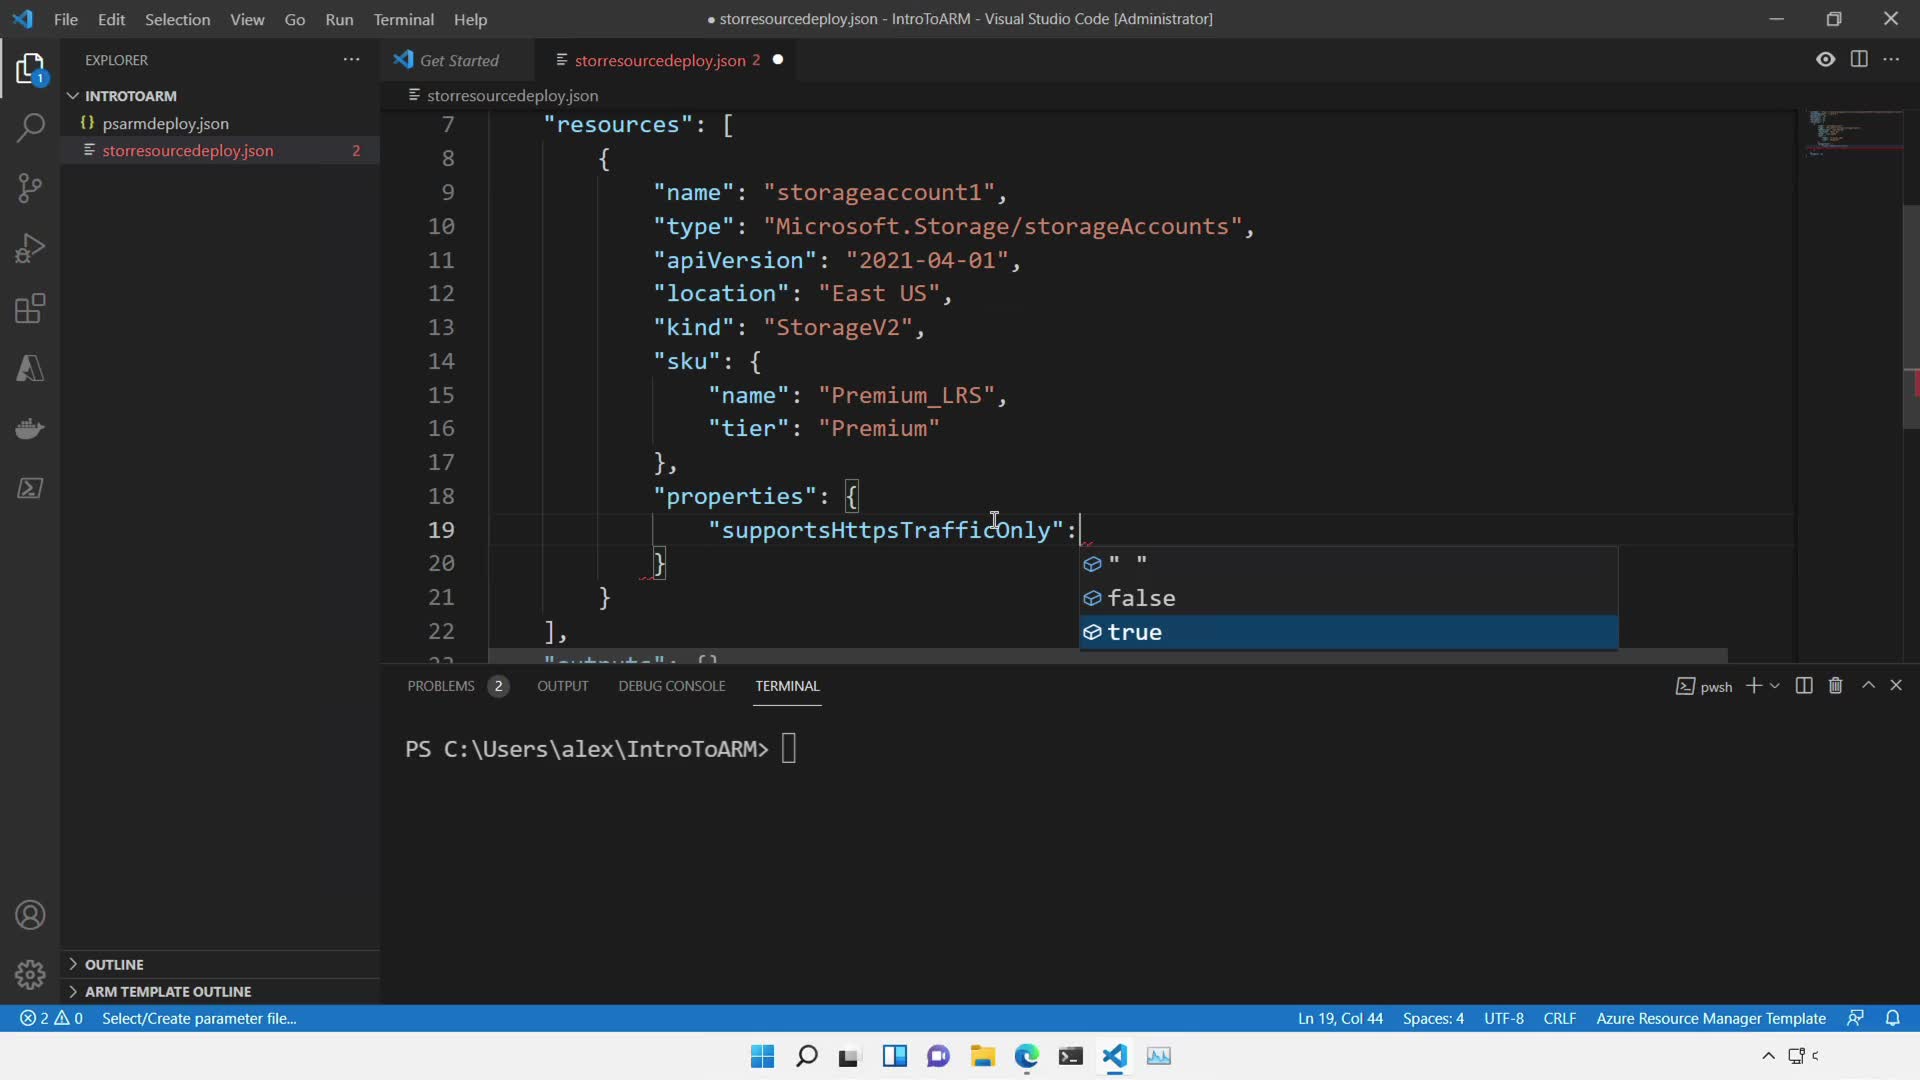 File Edit Selection View Go Run Terminal Help
● storresourcedeploy.json - IntroToARM - Visual Studio Code [Administrator]
EXPLORER
Get Started
storresourcedeploy.json 2
INTROTOARM
storresourcedeploy.json
psarmdeploy.json
storresourcedeploy.json 2
1
7 "resources": [
8 {
9 "name": "storageaccount1",
10 "type": "Microsoft.Storage/storageAccounts",
11 "apiVersion": "2021-04-01",
12 "location": "East US",
13 "kind": "StorageV2",
14 "sku": {
15 "name": "Premium_LRS",
16 "tier": "Premium"
17 },
18 "properties": {
19 "supportsHttpsTrafficOnly":
20 }
21 }
22 ],
23 "outputs": {}
" "
false
true
PROBLEMS 2 OUTPUT DEBUG CONSOLE TERMINAL
pwsh
PS C:\Users\alex\IntroToARM>
OUTLINE
ARM TEMPLATE OUTLINE
2 0 Select/Create parameter file...
Ln 19, Col 44 Spaces: 4 UTF-8 CRLF Azure Resource Manager Template